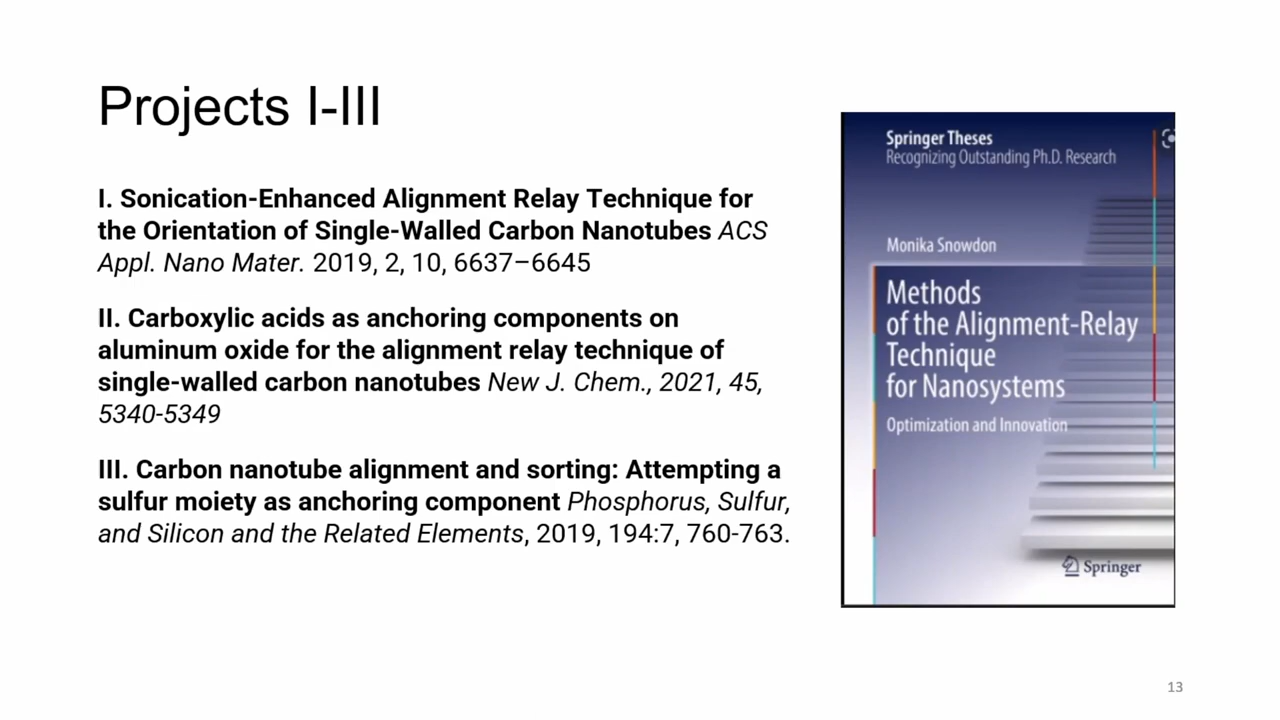 Projects I-III
I. Sonication-Enhanced Alignment Relay Technique for
the Orientation of Single-Walled Carbon Nanotubes ACS
Appl. Nano Mater. 2019, 2, 10, 6637–6645
II. Carboxylic acids as anchoring components on
aluminum oxide for the alignment relay technique of
single-walled carbon nanotubes New J. Chem., 2021, 45,
5340-5349
III. Carbon nanotube alignment and sorting: Attempting a
sulfur moiety as anchoring component Phosphorus, Sulfur,
and Silicon and the Related Elements, 2019, 194:7, 760-763.
Springer Theses
Recognizing Outstanding Ph.D. Research
Monika Snowdon
Methods
of the Alignment-Relay
Technique
for Nanosystems
Optimization and Innovation
Springer
13